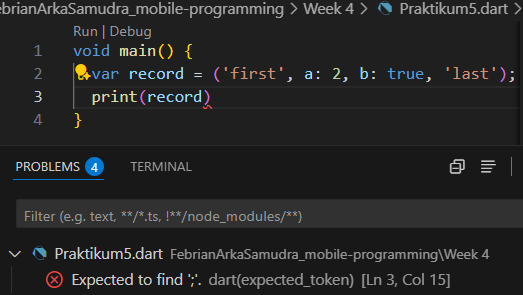 ebrianArkaSamudra_mobile-programming > Week 4 > Praktikum5.dart >
Run | Debug
1 void main() {
2 var record = ('first', a: 2, b: true, 'last');
3 print(record)
4 }
PROBLEMS 4 TERMINAL
Filter (e.g. text, **/*.ts, !**/node_modules/**)
Praktikum5.dart FebrianArkaSamudra_mobile-programming\Week 4
Expected to find ';'. dart(expected_token) [Ln 3, Col 15]